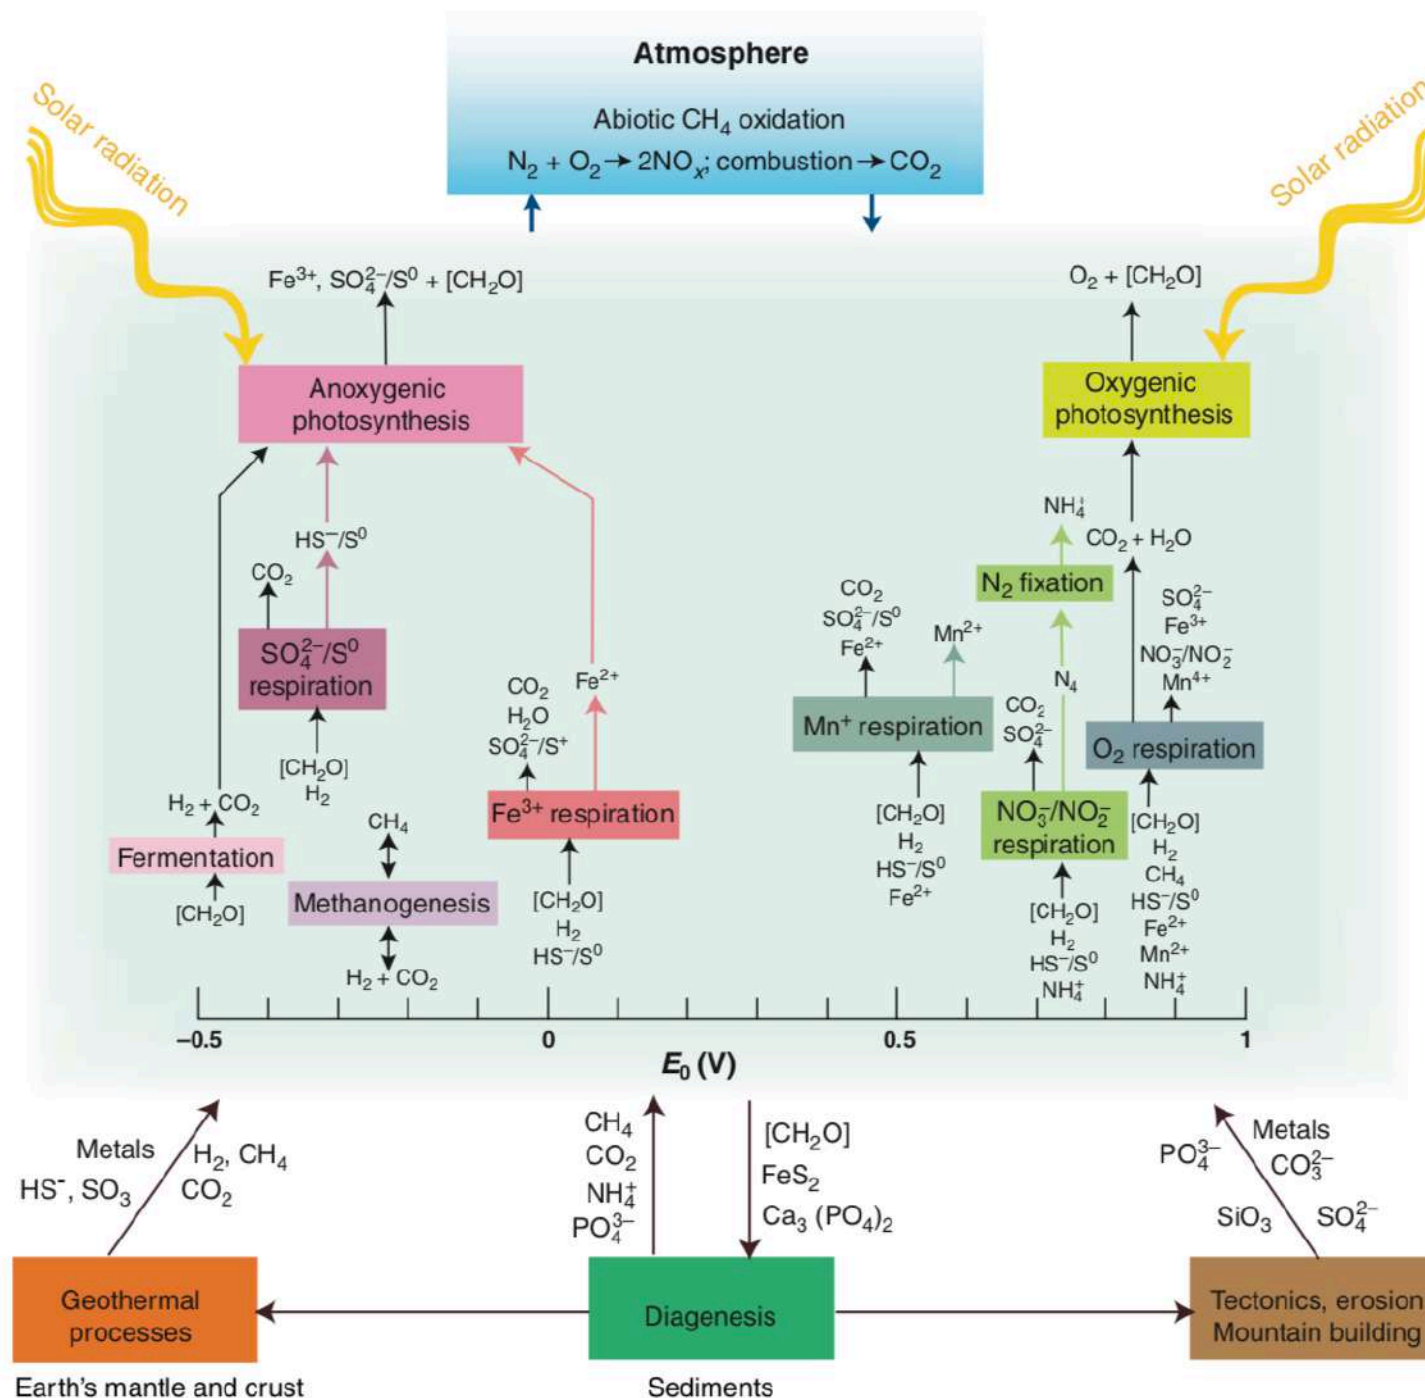 Atmosphere
Abiotic CH₄ oxidation
N₂ + O₂ → 2NOₓ; combustion → CO₂
Solar radiation
Solar radiation
Fe³⁺, SO₄²⁻/S⁰ + [CH₂O]
O₂ + [CH₂O]
Anoxygenic
photosynthesis
Oxygenic
photosynthesis
HS⁻/S⁰
CO₂
SO₄²⁻/S⁰
respiration
[CH₂O]
H₂
H₂ + CO₂
Fermentation
[CH₂O]
CH₄
Methanogenesis
H₂ + CO₂
Fe²⁺
CO₂
H₂O
SO₄²⁻/S⁺
Fe³⁺ respiration
[CH₂O]
H₂
HS⁻/S⁰
CO₂
SO₄²⁻/S⁰
Fe²⁺
Mn²⁺
Mn⁺ respiration
[CH₂O]
H₂
HS⁻/S⁰
Fe²⁺
NH₄⁺
N₂ fixation
N₄
CO₂
SO₄²⁻
NO₃⁻/NO₂⁻
respiration
[CH₂O]
H₂
HS⁻/S⁰
NH₄⁺
CO₂ + H₂O
SO₄²⁻
Fe³⁺
NO₃⁻/NO₂⁻
Mn⁴⁺
O₂ respiration
[CH₂O]
H₂
CH₄
HS⁻/S⁰
Fe²⁺
Mn²⁺
NH₄⁺
−0.5
0
0.5
1
E₀ (V)
Metals
H₂, CH₄
HS⁻, SO₃
CO₂
CH₄
CO₂
NH₄⁺
PO₄³⁻
[CH₂O]
FeS₂
Ca₃ (PO₄)₂
Metals
PO₄³⁻
CO₃²⁻
SiO₃
SO₄²⁻
Geothermal
processes
Diagenesis
Tectonics, erosion
Mountain building
Earth's mantle and crust
Sediments